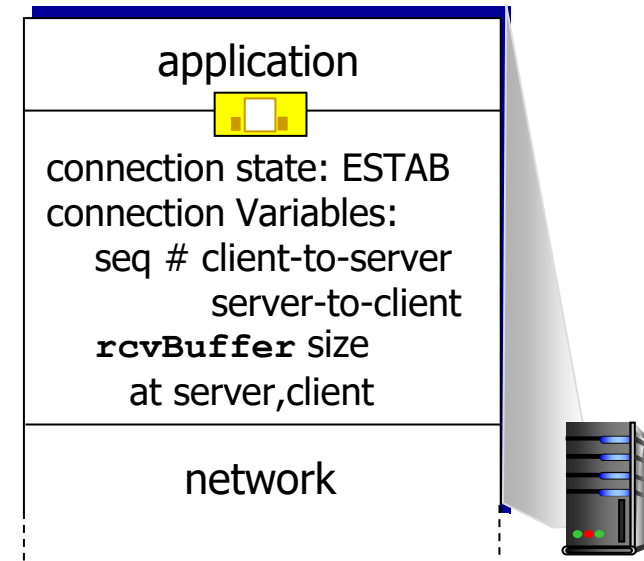 application
connection state: ESTAB
connection Variables:
seq # client-to-server
server-to-client
rcvBuffer size
at server,client
network